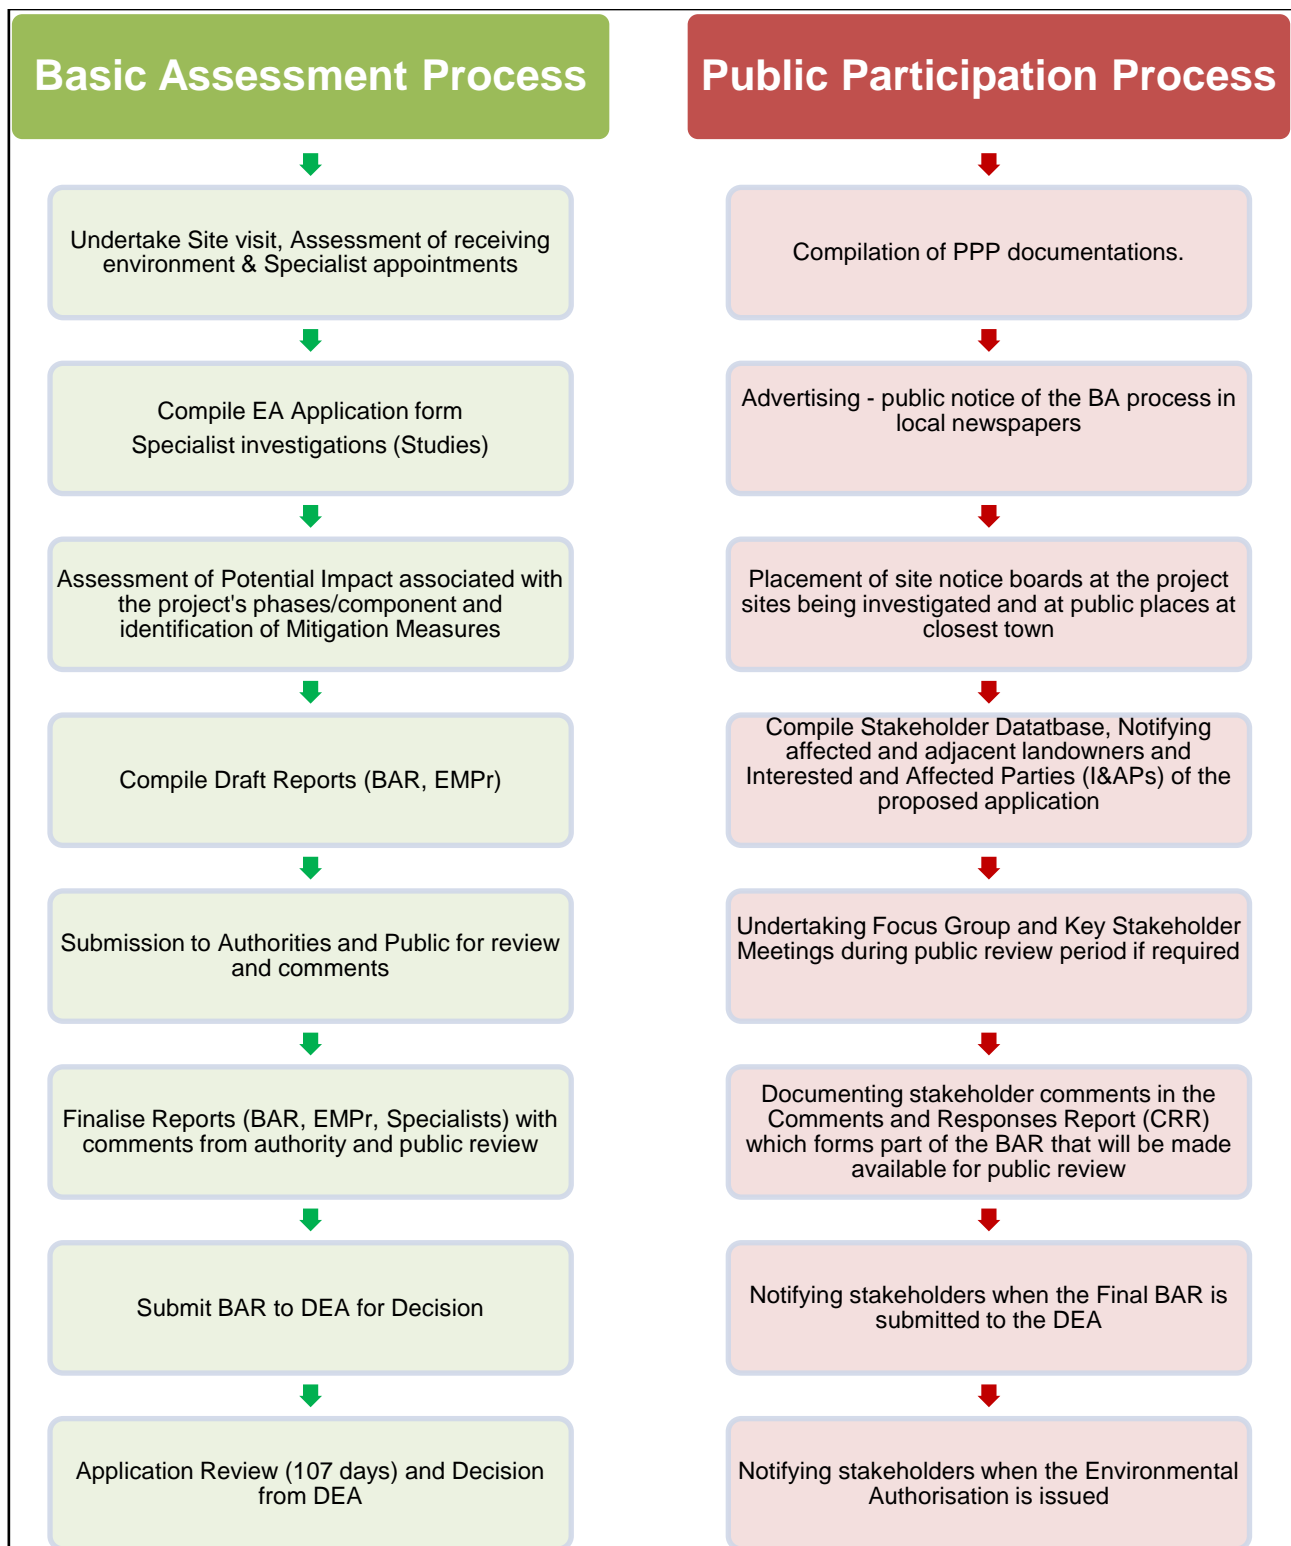 Basic Assessment Process
Undertake Site visit, Assessment of receiving
environment & Specialist appointments
Compile EA Application form
Specialist investigations (Studies)
Assessment of Potential Impact associated with
the project's phases/component and
identification of Mitigation Measures
Compile Draft Reports (BAR, EMPr)
Submission to Authorities and Public for review
and comments
Finalise Reports (BAR, EMPr, Specialists) with
comments from authority and public review
Submit BAR to DEA for Decision
Application Review (107 days) and Decision
from DEA
Public Participation Process
Compilation of PPP documentations.
Advertising - public notice of the BA process in
local newspapers
Placement of site notice boards at the project
sites being investigated and at public places at
closest town
Compile Stakeholder Datatbase, Notifying
affected and adjacent landowners and
Interested and Affected Parties (I&APs) of the
proposed application
Undertaking Focus Group and Key Stakeholder
Meetings during public review period if required
Documenting stakeholder comments in the
Comments and Responses Report (CRR)
which forms part of the BAR that will be made
available for public review
Notifying stakeholders when the Final BAR is
submitted to the DEA
Notifying stakeholders when the Environmental
Authorisation is issued